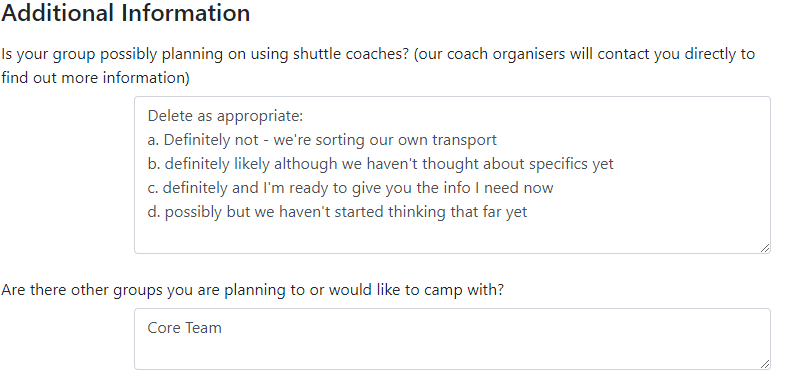 Additional Information
Is your group possibly planning on using shuttle coaches? (our coach organisers will contact you directly to
find out more information)
Delete as appropriate:
a. Definitely not - we're sorting our own transport
b. definitely likely although we haven't thought about specifics yet
c. definitely and I'm ready to give you the info I need now
d. possibly but we haven't started thinking that far yet
Are there other groups you are planning to or would like to camp with?
Core Team